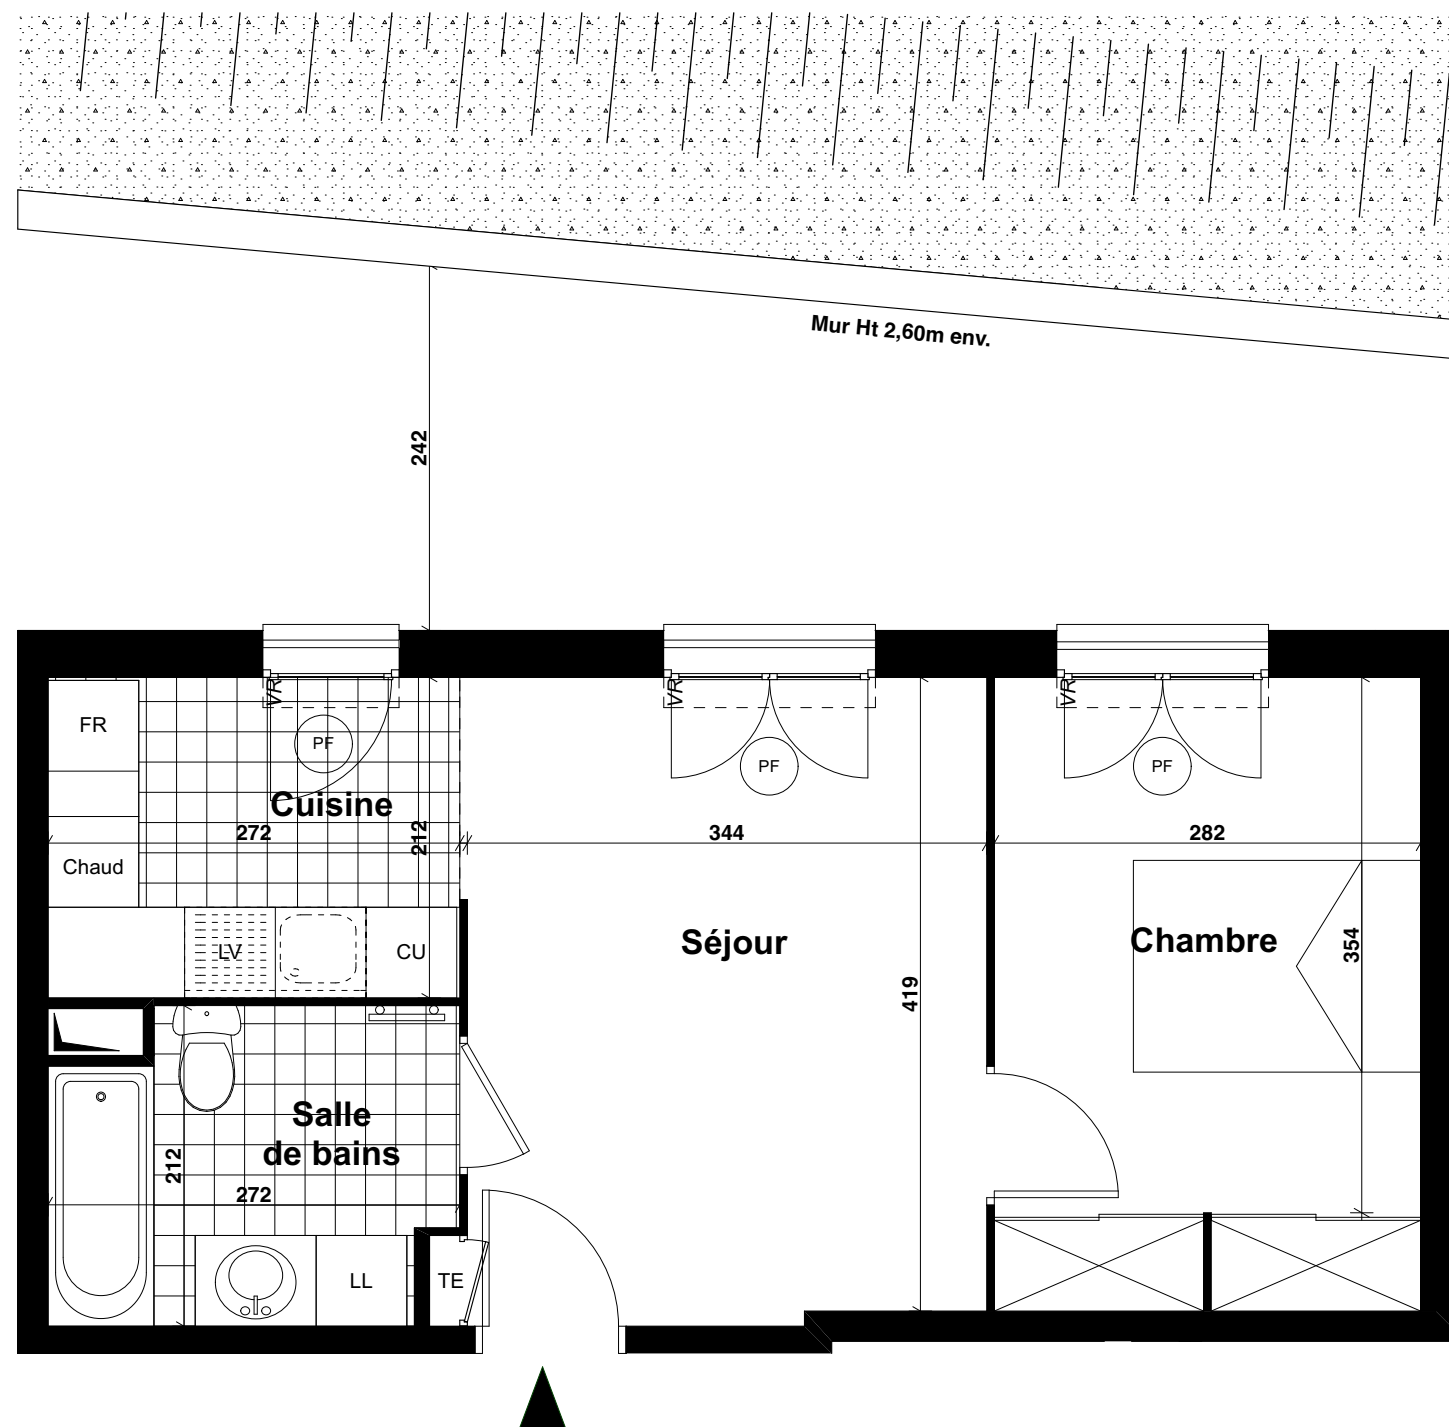 Mur Ht 2,60m env.
242
VR
VR
VR
FR
PF
PF
PF
Cuisine
272
212
344
282
Chaud
Séjour
Chambre
354
LV
CU
419
Salle
de bains
212
272
LL
TE